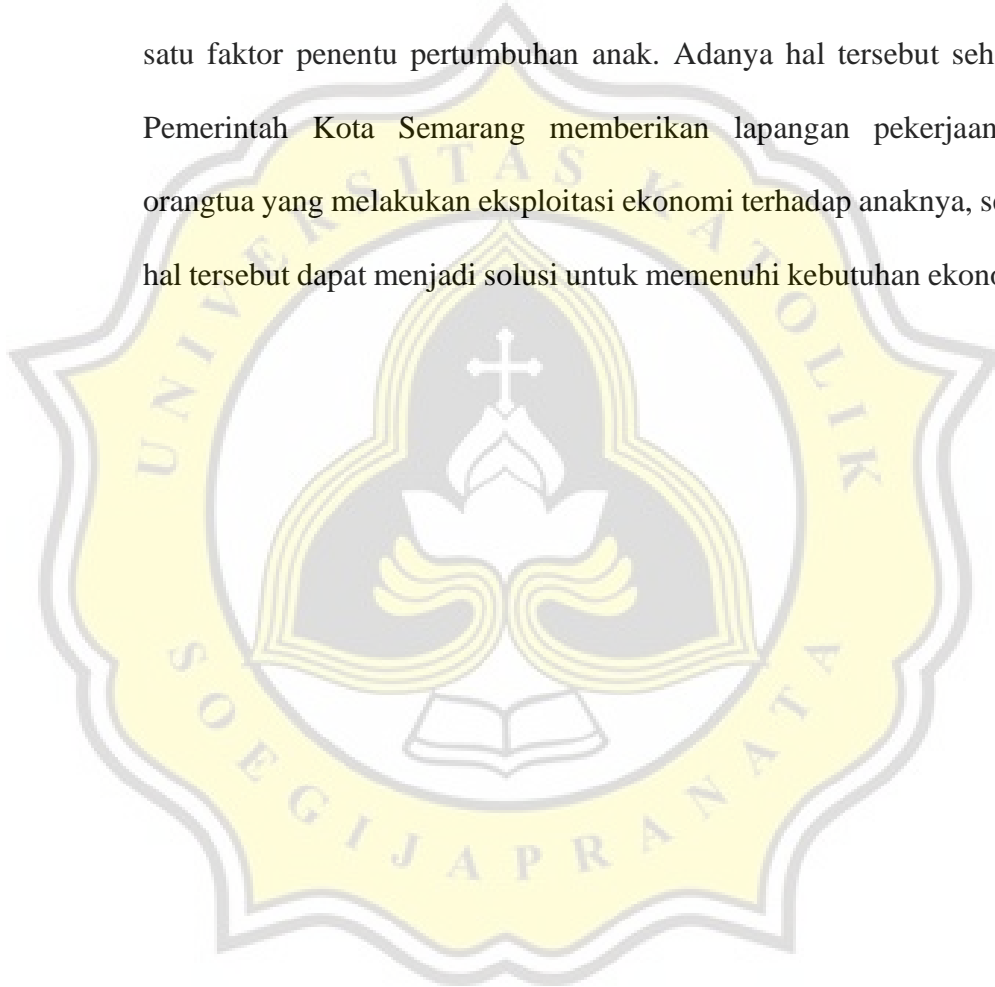 satu faktor penentu pertumbuhan anak. Adanya hal tersebut
Pemerintah Kota Semarang memberikan lapangan pekerjaan
orangtua yang melakukan eksploitasi ekonomi terhadap anaknya,
hal tersebut dapat menjadi solusi untuk memenuhi kebutuhan
UNIVERSITAS KATOLIK
SOEGIJAPRANATA